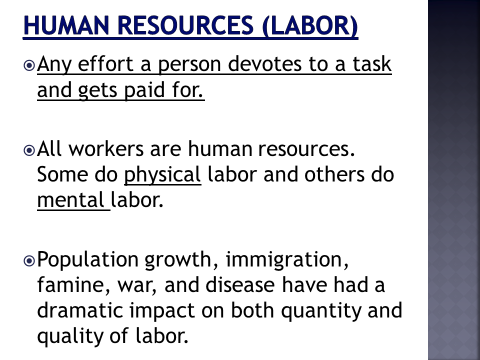 HUMAN RESOURCES (LABOR)
Any effort a person devotes to a task
and gets paid for.
All workers are human resources.
Some do physical labor and others do
mental labor.
Population growth, immigration,
famine, war, and disease have had a
dramatic impact on both quantity and
quality of labor.